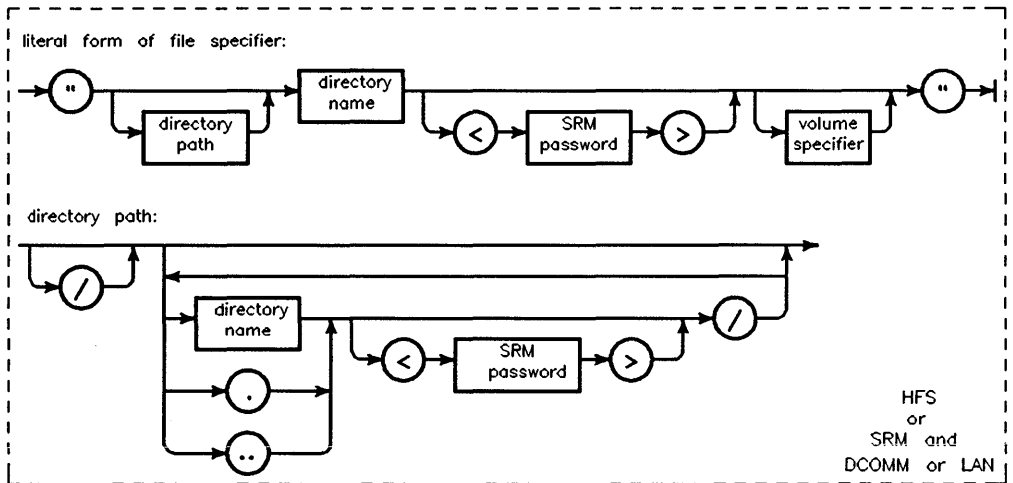 literal form of file specifier:
"
directory
path
directory
name
<
SRM
password
>
volume
specifier
"
directory path:
/
directory
name
<
SRM
password
>
/
.
..
HFS
or
SRM and
DCOMM or LAN